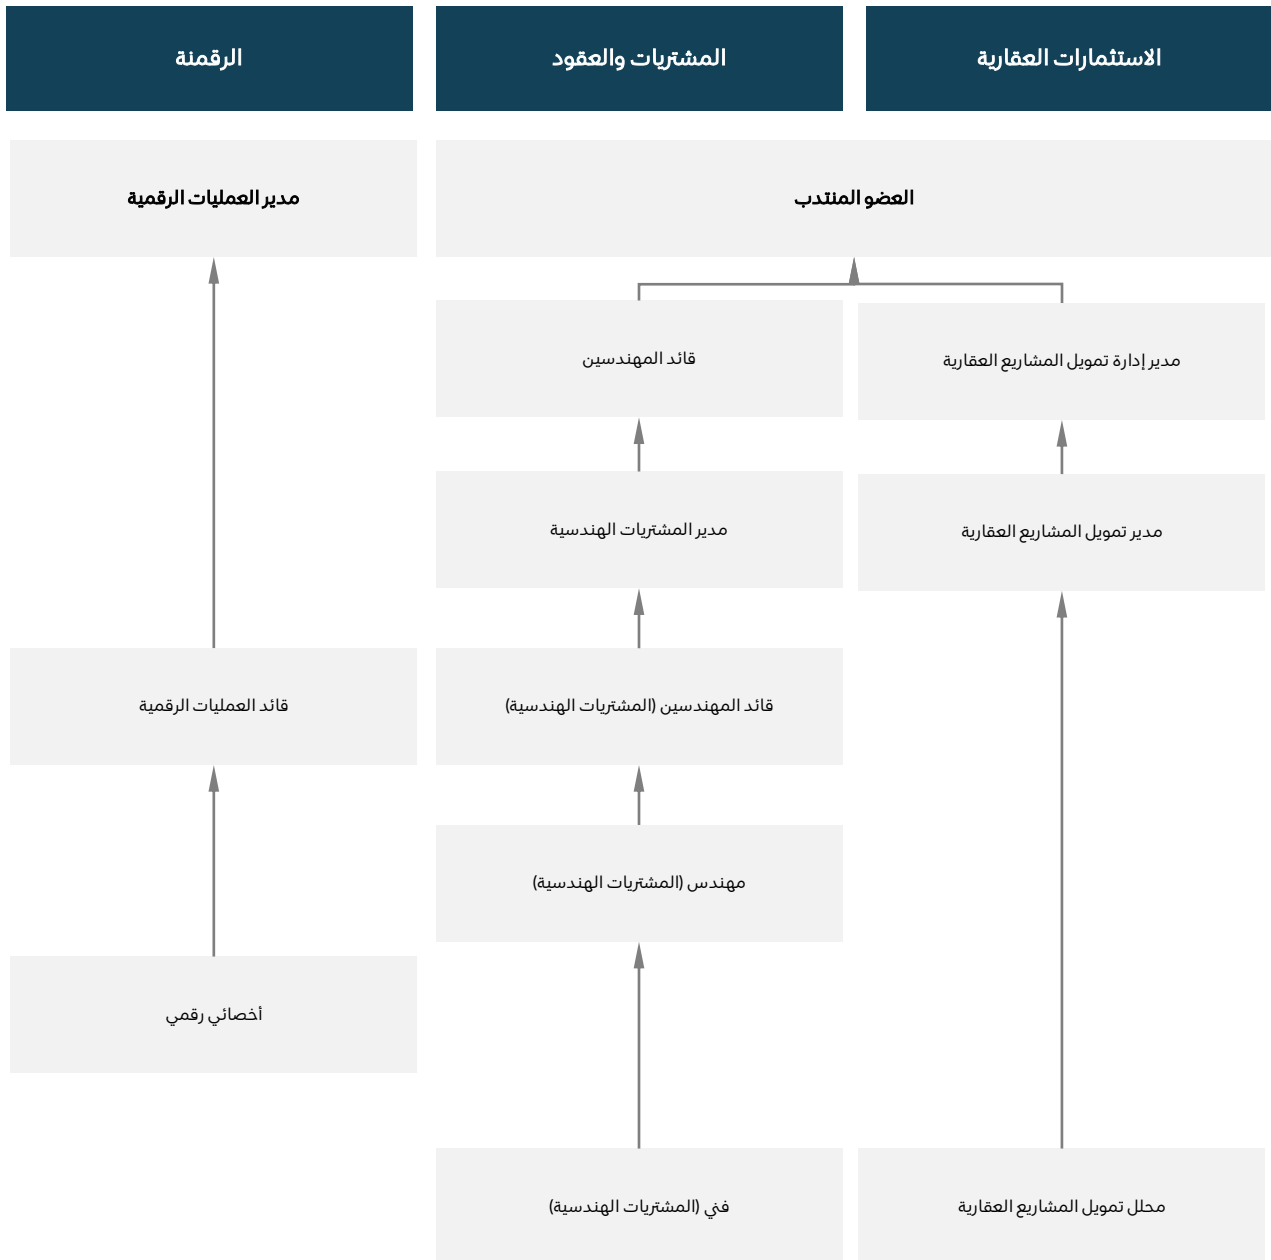 الاستثمارات العقارية
المشتريات والعقود
الرقمنة
العضو المنتدب
مدير العمليات الرقمية
مدير إدارة تمويل المشاريع العقارية
قائد المهندسين
مدير تمويل المشاريع العقارية
مدير المشتريات الهندسية
قائد المهندسين (المشتريات الهندسية)
قائد العمليات الرقمية
مهندس (المشتريات الهندسية)
أخصائي رقمي
محلل تمويل المشاريع العقارية
فني (المشتريات الهندسية)